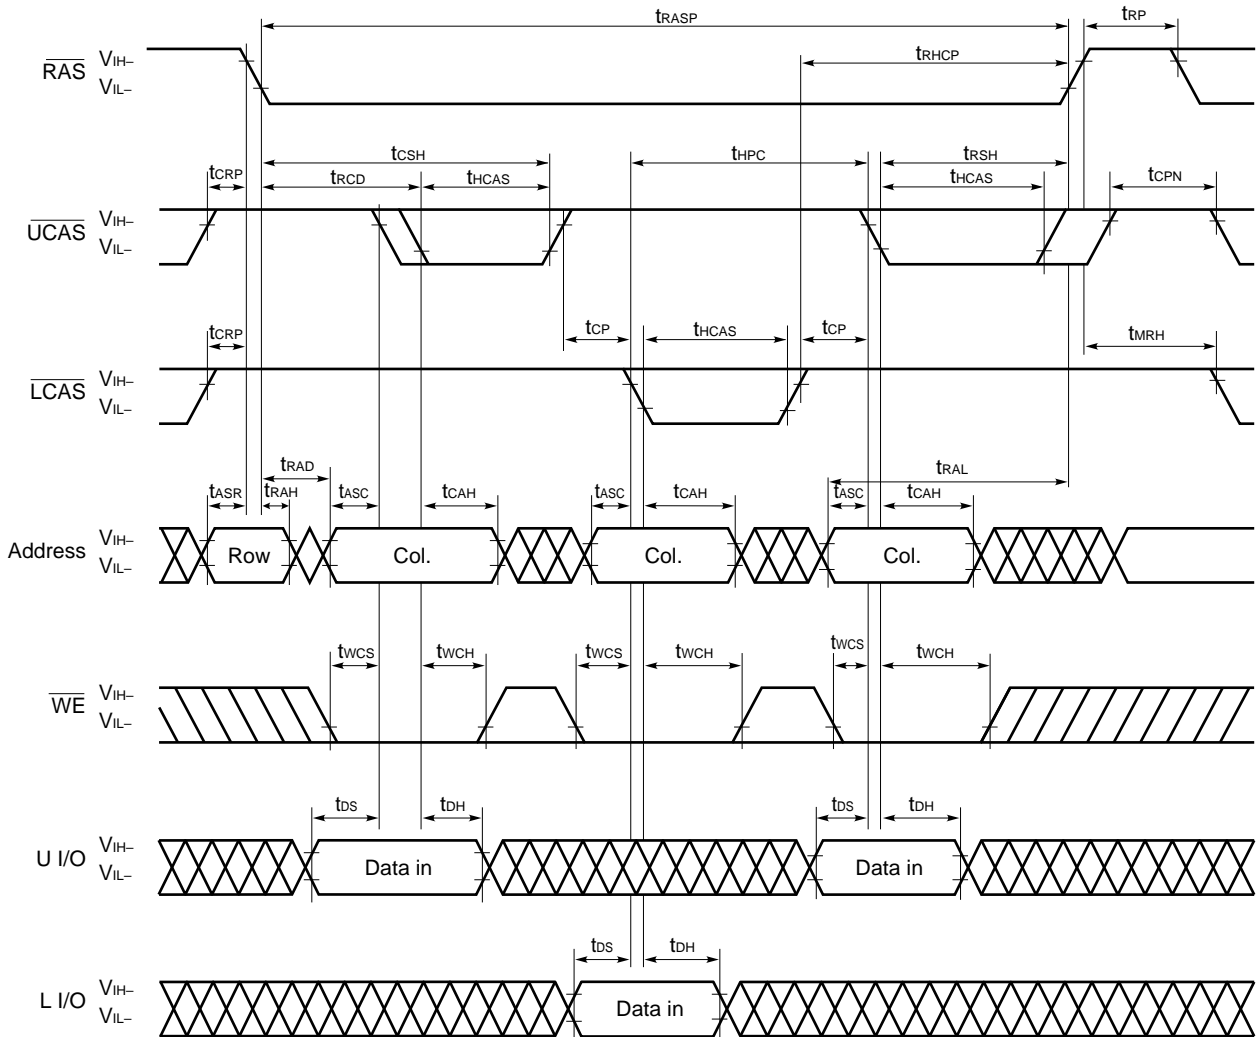 tRASP tRP
tRHCP
RAS VIH–
VIL–
tCSH tHPC tRSH
tCRP tRCD tHCAS tHCAS tCPN
UCAS VIH–
VIL–
tCRP tCP tHCAS tCP tMRH
LCAS VIH–
VIL–
tRAD tRAL
tASR tRAH tASC tCAH tASC tCAH tASC tCAH
Address VIH–
VIL–
Row Col. Col. Col.
tWCS tWCH tWCS tWCH tWCS tWCH
WE VIH–
VIL–
tDS tDH tDS tDH
U I/O VIH–
VIL–
Data in Data in
tDS tDH
L I/O VIH–
VIL–
Data in